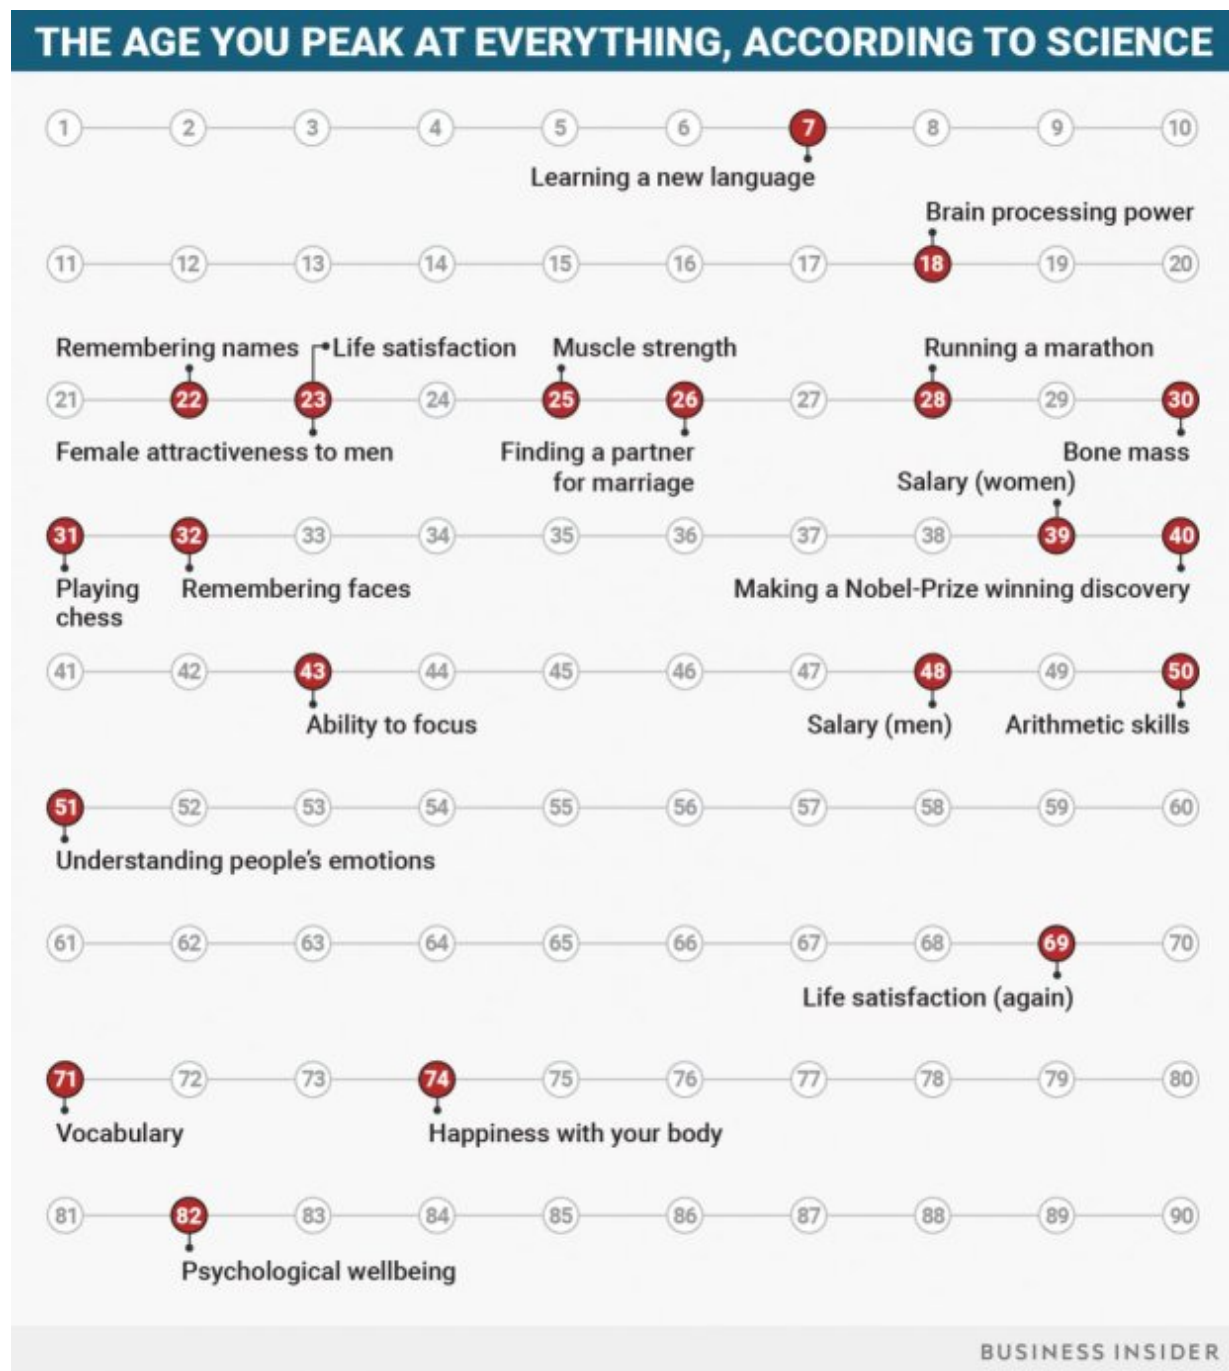 THE AGE YOU PEAK AT EVERYTHING, ACCORDING TO SCIENCE
1 2 3 4 5 6 7 8 9 10
Learning a new language
Brain processing power
11 12 13 14 15 16 17 18 19 20
Remembering names Life satisfaction Muscle strength Running a marathon
21 22 23 24 25 26 27 28 29 30
Female attractiveness to men Finding a partner Bone mass
for marriage Salary (women)
31 32 33 34 35 36 37 38 39 40
Playing Remembering faces Making a Nobel-Prize winning discovery
chess
41 42 43 44 45 46 47 48 49 50
Ability to focus Salary (men) Arithmetic skills
51 52 53 54 55 56 57 58 59 60
Understanding people's emotions
61 62 63 64 65 66 67 68 69 70
Life satisfaction (again)
71 72 73 74 75 76 77 78 79 80
Vocabulary Happiness with your body
81 82 83 84 85 86 87 88 89 90
Psychological wellbeing
BUSINESS INSIDER